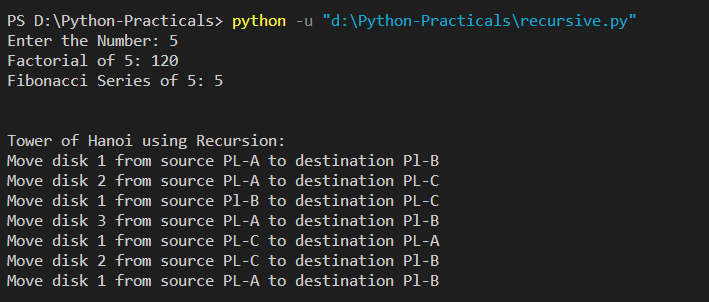 PS D:\Python-Practicals> python -u "d:\Python-Practicals\recursive.py"
Enter the Number: 5
Factorial of 5: 120
Fibonacci Series of 5: 5
Tower of Hanoi using Recursion:
Move disk 1 from source PL-A to destination Pl-B
Move disk 2 from source PL-A to destination PL-C
Move disk 1 from source Pl-B to destination PL-C
Move disk 3 from source PL-A to destination Pl-B
Move disk 1 from source PL-C to destination PL-A
Move disk 2 from source PL-C to destination Pl-B
Move disk 1 from source PL-A to destination Pl-B